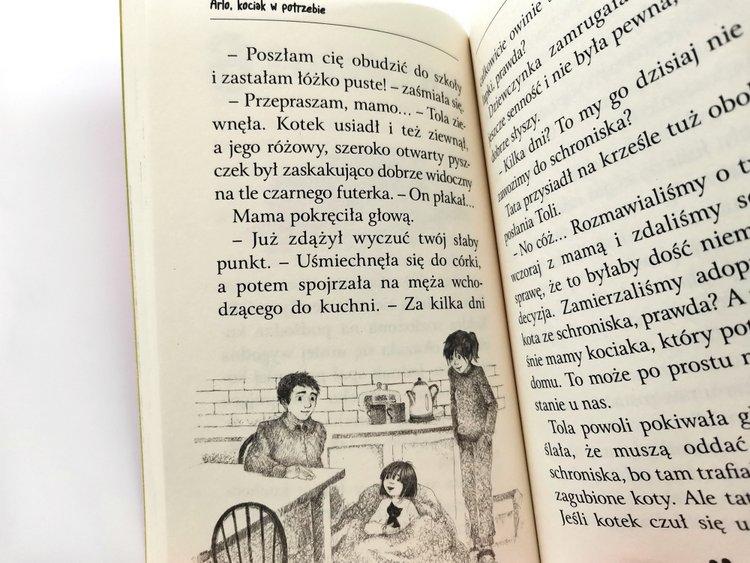 Arlo, kociak w potrzebie
– Poszłam cię obudzić do szkoły
i zastałam łóżko puste! – zaśmiała się.
– Przepraszam, mamo... – Tola zie-
wnęła. Kotek usiadł i też ziewnął,
a jego różowy, szeroko otwarty pysz-
czek był zaskakująco dobrze widoczny
na tle czarnego futerka. – On płakał...
Mama pokręciła głową.
– Już zdążył wyczuć twój słaby
punkt. – Uśmiechnęła się do córki,
a potem spojrzała na męża wcho-
dzącego do kuchni. – Za kilka dni
owinie
prawda?
Dziewczynka zamrugała
jeszcze senność i nie była pewna,
dobrze słyszy.
– Kilka dni? To my go dzisiaj nie
zawozimy do schroniska?
Tata przysiadł na krześle tuż obo
posłania Toli.
– No cóż... Rozmawialiśmy o t
wczoraj z mamą i zdaliśmy so
sprawę, że to byłaby dość niem
decyzja. Zamierzaliśmy adop
kota ze schroniska, prawda? A
śnie mamy kociaka, który pot
domu. To może po prostu
stanie u nas.
Tola powoli pokiwała g
ślała, że muszą oddać
schroniska, bo tam trafia
zagubione koty. Ale tat
Jeśli kotek czuł się u